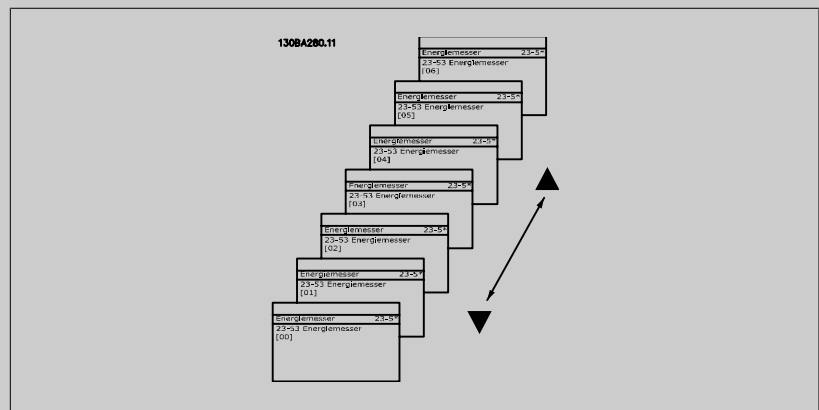 130BA280.11
Energiemesser 23-5*
23-53 Energiemesser
[06]
Energiemesser 23-5*
23-53 Energiemesser
[05]
Energiemesser 23-5*
23-53 Energiemesser
[04]
Energiemesser 23-5*
23-53 Energiemesser
[03]
Energiemesser 23-5*
23-53 Energiemesser
[02]
Energiemesser 23-5*
23-53 Energiemesser
[01]
Energiemesser 23-5*
23-53 Energiemesser
[00]